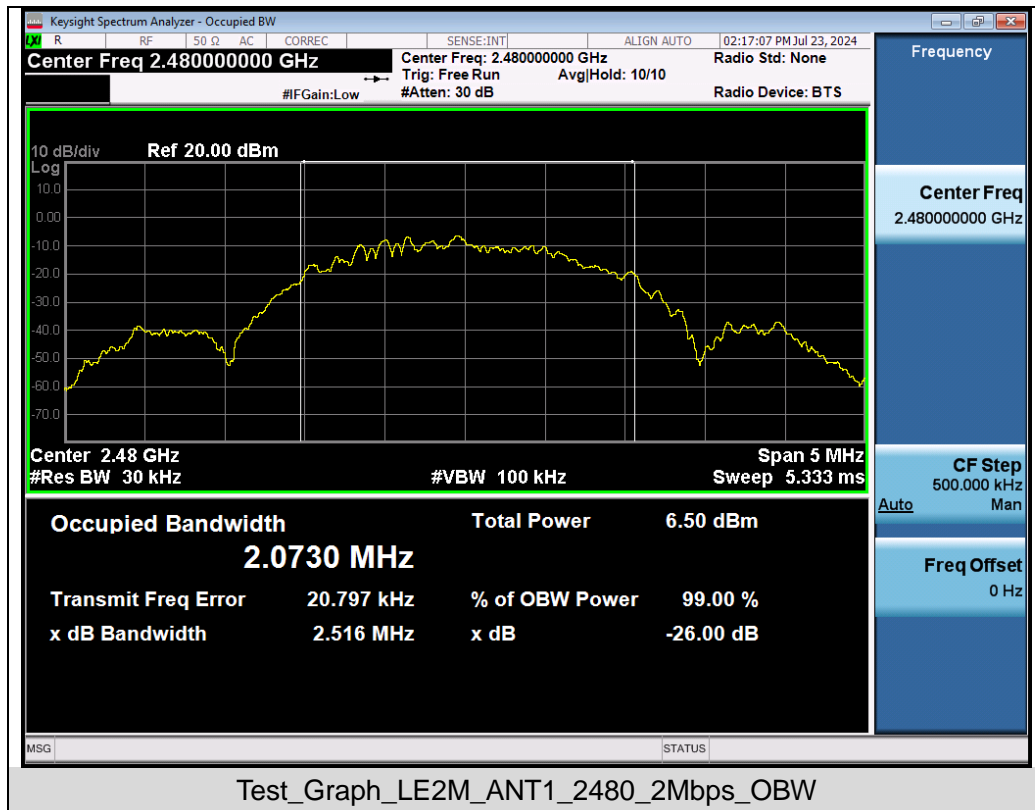 Keysight Spectrum Analyzer - Occupied BW
LXI R RF 50 Ω AC CORREC SENSE:INT ALIGN AUTO 02:17:07 PM Jul 23, 2024
Center Freq 2.480000000 GHz
Center Freq: 2.480000000 GHz
Radio Std: None
Trig: Free Run Avg|Hold: 10/10
#IFGain:Low
#Atten: 30 dB
Radio Device: BTS
10 dB/div Ref 20.00 dBm
Log
10.0
0.00
-10.0
-20.0
-30.0
-40.0
-50.0
-60.0
-70.0
Center 2.48 GHz
Span 5 MHz
#Res BW 30 kHz
#VBW 100 kHz
Sweep 5.333 ms
Occupied Bandwidth
Total Power 6.50 dBm
2.0730 MHz
Transmit Freq Error 20.797 kHz
% of OBW Power 99.00 %
x dB Bandwidth 2.516 MHz
x dB -26.00 dB
Frequency
Center Freq
2.480000000 GHz
CF Step
500.000 kHz
Auto Man
Freq Offset
0 Hz
MSG
STATUS
Test_Graph_LE2M_ANT1_2480_2Mbps_OBW